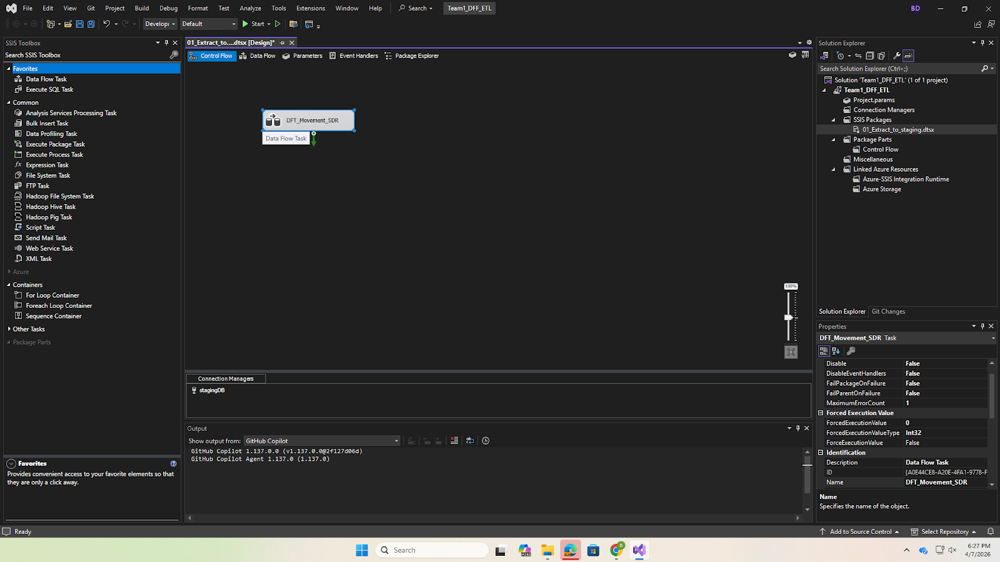 File Edit View Git Project Build Debug Format Test Analyze Tools Extensions Window Help Search Team1_DFF_ETL BD
Developi Default Start
SSIS Toolbox
Search SSIS Toolbox
Favorites
Data Flow Task
Execute SQL Task
Common
Analysis Services Processing Task
Bulk Insert Task
Data Profiling Task
Execute Package Task
Execute Process Task
Expression Task
File System Task
FTP Task
Hadoop File System Task
Hadoop Hive Task
Hadoop Pig Task
Script Task
Send Mail Task
Web Service Task
XML Task
Azure
Containers
For Loop Container
Foreach Loop Container
Sequence Container
Other Tasks
Package Parts
Favorites
Provides convenient access to your favorite elements so that
they are only a click away.
01_Extract_to....dtsx [Design]*
Control Flow Data Flow Parameters Event Handlers Package Explorer
DFT_Movement_SDR
Data Flow Task
100%
Connection Managers
stagingDB
Output
Show output from: GitHub Copilot
GitHub Copilot 1.137.0.0 (v1.137.0.0@2f127d06d)
GitHub Copilot Agent 1.137.0 (1.137.0)
Solution Explorer
Search Solution Explorer (Ctrl+;)
Solution 'Team1_DFF_ETL' (1 of 1 project)
Team1_DFF_ETL
Project.params
Connection Managers
SSIS Packages
01_Extract_to_staging.dtsx
Package Parts
Control Flow
Miscellaneous
Linked Azure Resources
Azure-SSIS Integration Runtime
Azure Storage
Solution Explorer Git Changes
Properties
DFT_Movement_SDR Task
Disable False
DisableEventHandlers False
FailPackageOnFailure False
FailParentOnFailure False
MaximumErrorCount 1
Forced Execution Value
ForcedExecutionValue 0
ForcedExecutionValueType Int32
ForceExecutionValue False
Identification
Description Data Flow Task
ID {A0E44CE8-A20E-4FA1-9778-F
Name DFT_Movement_SDR
Name
Specifies the name of the object.
Ready Add to Source Control Select Repository
Search
6:27 PM
4/7/2026